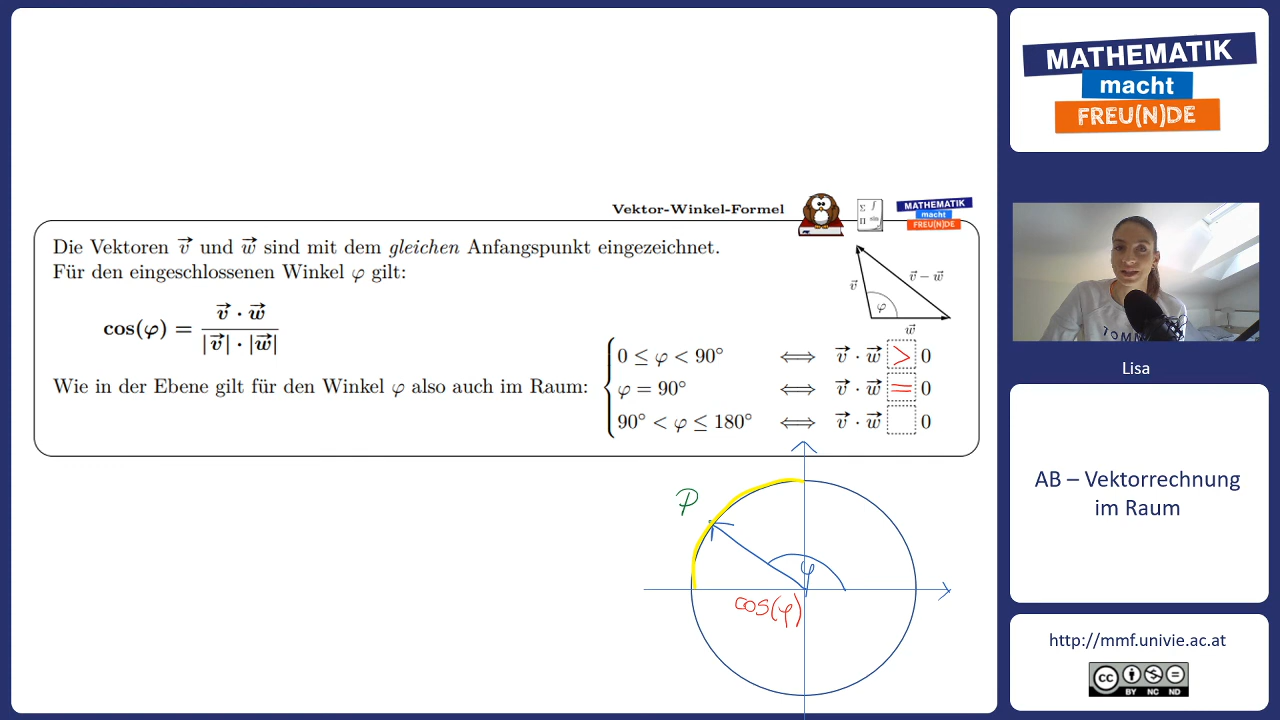 MATHEMATIK
macht
FREU(N)DE
Vektor-Winkel-Formel
Σ ∫
Π sin
MATHEMATIK
macht
FREU(N)DE
Die Vektoren v⃗ und w⃗ sind mit dem gleichen Anfangspunkt eingezeichnet.
Für den eingeschlossenen Winkel φ gilt:
cos(φ) = (v⃗ · w⃗) / (|v⃗| · |w⃗|)
v⃗
v⃗ − w⃗
φ
w⃗
Wie in der Ebene gilt für den Winkel φ also auch im Raum:
0 ≤ φ < 90° ⟺ v⃗ · w⃗ > 0
φ = 90° ⟺ v⃗ · w⃗ = 0
90° < φ ≤ 180° ⟺ v⃗ · w⃗ 0
P
φ
cos(φ)
TOMM
Lisa
AB – Vektorrechnung
im Raum
http://mmf.univie.ac.at
cc
BY NC ND